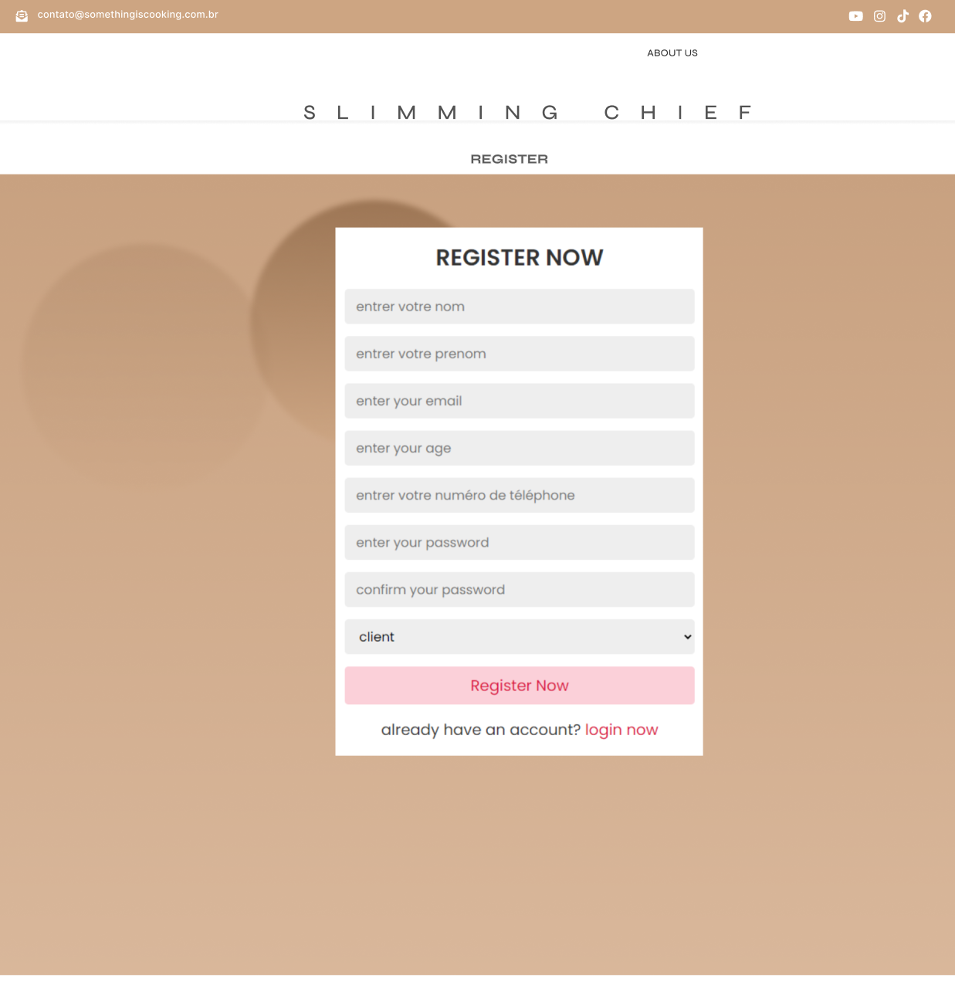 contato@somethingiscooking.com.br
ABOUT US
SLIMMING CHIEF
REGISTER
REGISTER NOW
entrer votre nom
entrer votre prenom
enter your email
enter your age
entrer votre numéro de téléphone
enter your password
confirm your password
client
Register Now
already have an account? login now